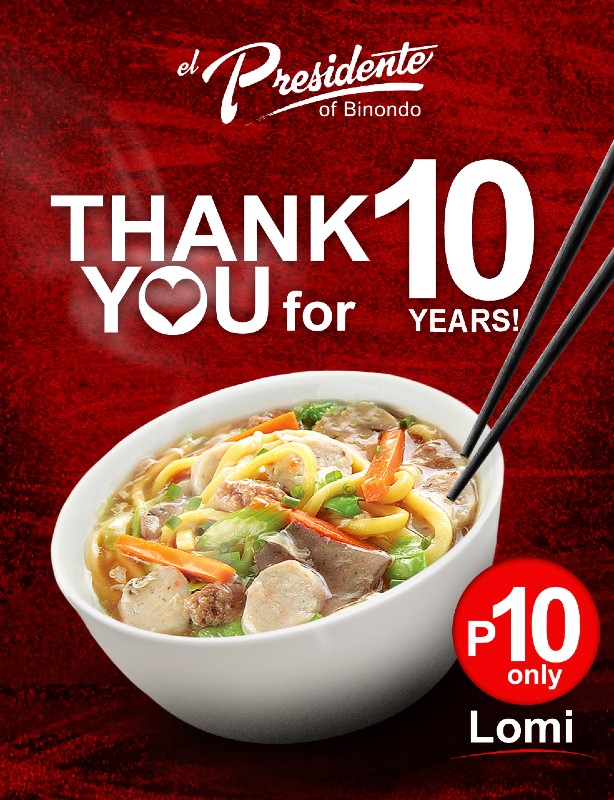 el Presidente
of Binondo
THANK
YOU for
10
YEARS!
P10
only
Lomi